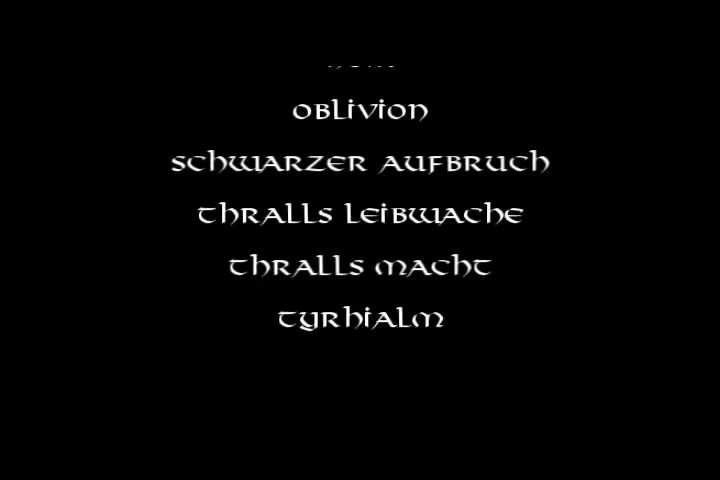 oblivion
schwarzer aufbruch
thralls leibwache
thralls macht
tyrhialm